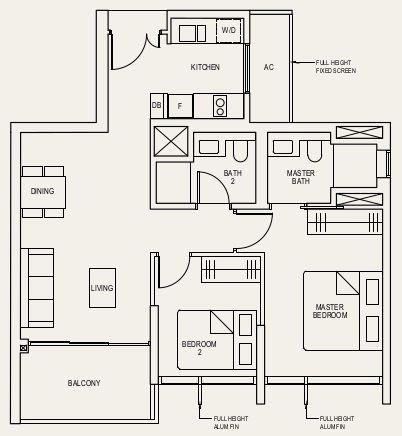 W/D
KITCHEN
AC
FULL HEIGHT
FIXED SCREEN
DB
F
BATH
2
MASTER
BATH
DINING
LIVING
MASTER
BEDROOM
BEDROOM
2
BALCONY
FULL HEIGHT
ALUM FIN
FULL HEIGHT
ALUM FIN